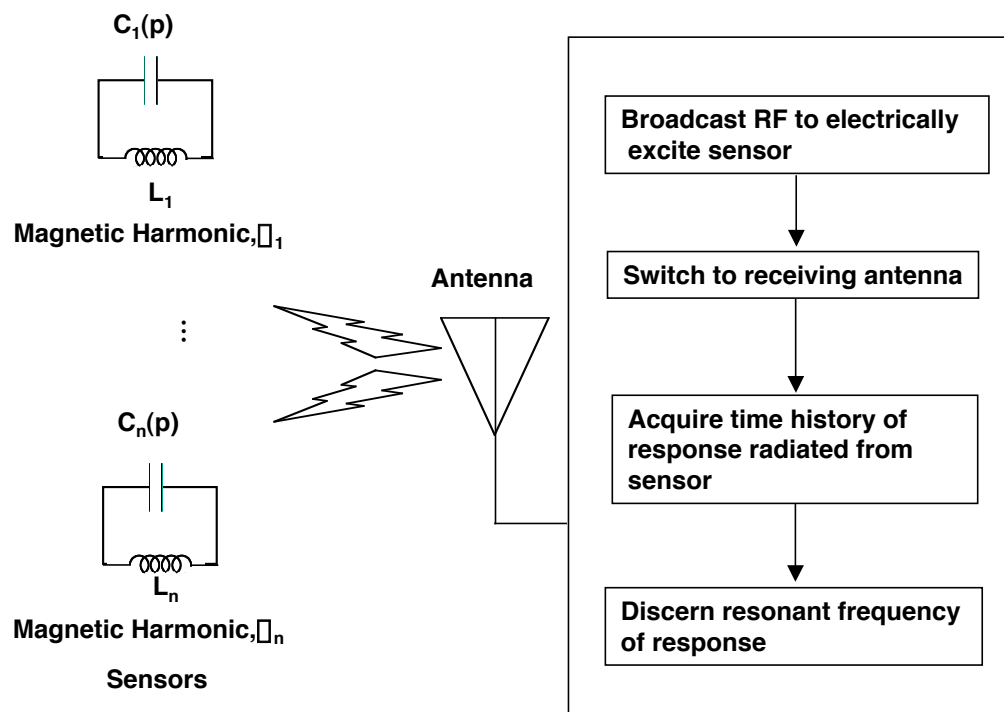 C₁(p)
L₁
Magnetic Harmonic,▯₁
⋮
Cₙ(p)
Lₙ
Magnetic Harmonic,▯ₙ
Sensors
Antenna
Broadcast RF to electrically
excite sensor
Switch to receiving antenna
Acquire time history of
response radiated from
sensor
Discern resonant frequency
of response